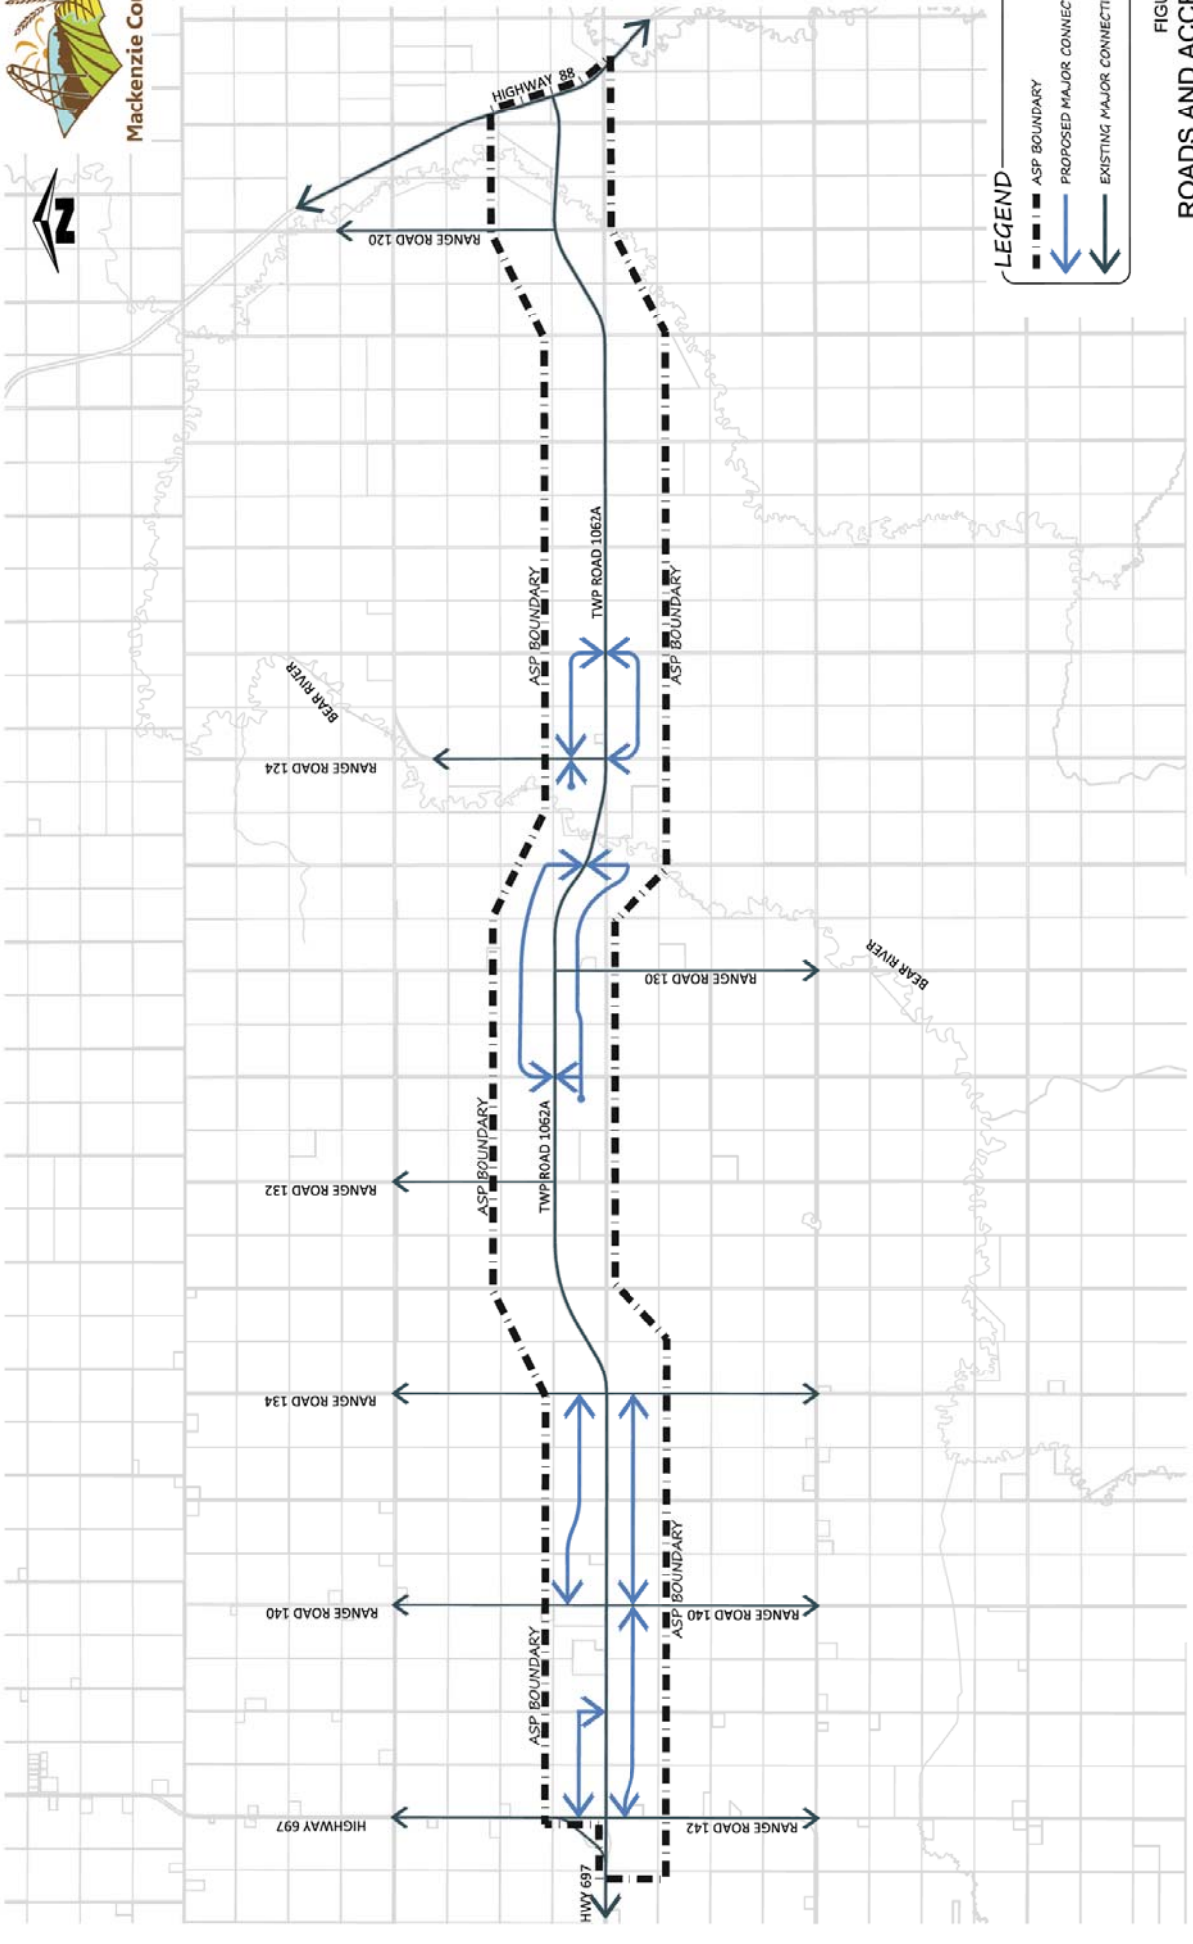 Mackenzie Co
N
HIGHWAY 88
RANGE ROAD 120
TWP ROAD 1062A
ASP BOUNDARY
ASP BOUNDARY
BEAR RIVER
RANGE ROAD 124
RANGE ROAD 130
BEAR RIVER
ASP BOUNDARY
TWP ROAD 1062A
RANGE ROAD 132
RANGE ROAD 134
RANGE ROAD 140
RANGE ROAD 140
ASP BOUNDARY
ASP BOUNDARY
HIGHWAY 697
RANGE ROAD 142
HWY 697
LEGEND
ASP BOUNDARY
PROPOSED MAJOR CONNEC
EXISTING MAJOR CONNECTI
FIGU
ROADS AND ACCE